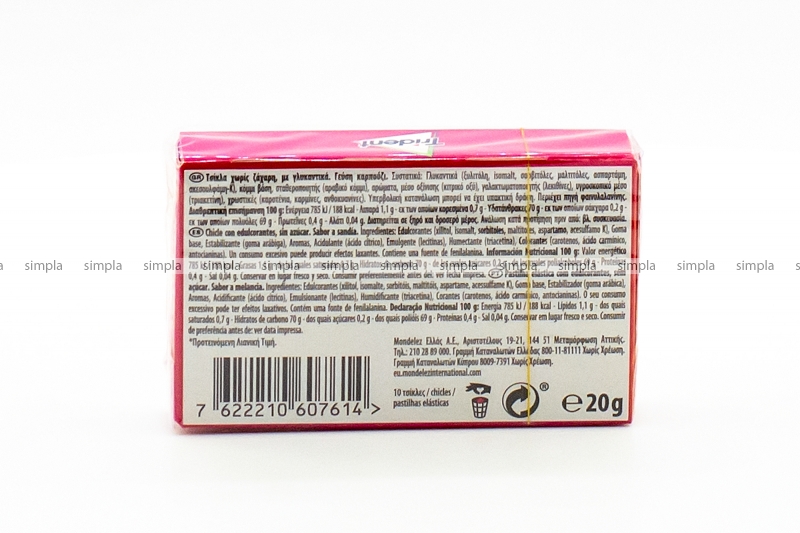 Trident
GR Τσίχλα χωρίς ζάχαρη, με γλυκαντικά. Γεύση καρπούζι. Συστατικά: Γλυκαντικά (ξυλιτόλη, isomalt, σορβιτόλες, μαλτιτόλες, ασπαρτάμη,
ακεσουλφάμη-Κ), κόμμι βάση, σταθεροποιητής (αραβικό κόμμι), αρώματα, μέσο οξίνισης (κιτρικό οξύ), γαλακτωματοποιητής (λεκιθίνες), υγροσκοπικό μέσο
(τριακετίνη), χρωστικές (καροτένια, καρμίνες, ανθοκυανίνες). Υπερβολική κατανάλωση μπορεί να έχει υπακτική δράση. Περιέχει πηγή φαινυλαλανίνης.
Διαθρεπτική επισήμανση 100 g: Ενέργεια 785 kJ / 188 kcal - Λιπαρά 1,1 g - εκ των οποίων κορεσμένα 0,7 g - Υδατάνθρακες 70 g - εκ των οποίων σάκχαρα 0,2 g -
εκ των οποίων πολυόλες 69 g - Πρωτεΐνες 0,4 g - Αλάτι 0,04 g. Διατηρείται σε ξηρό και δροσερό μέρος. Ανάλωση κατά προτίμηση πριν από: βλ. συσκευασία.
ES Chicle con edulcorantes, sin azúcar. Sabor a sandía. Ingredientes: Edulcorantes (xilitol, isomalt, sorbitoles, maltitoles, aspartamo, acesulfamo K), Goma
base, Estabilizante (goma arábiga), Aromas, Acidulante (ácido cítrico), Emulgente (lecitinas), Humectante (triacetina), Colorantes (carotenos, ácido carmínico,
antocianinas). Un consumo excesivo puede producir efectos laxantes. Contiene una fuente de fenilalanina. Información Nutricional 100 g: Valor energético
785 kJ
simpla simpla simpla simpla simpla simpla simpla simpla simpla simpla simpla simpla simpla
preferentemente antes del ver fecha impresa. PT Pastilha elástica com edulcorantes, sem
açúcar. Sabor a melancia. Ingredientes: Edulcorantes (xilitol, isomalte, sorbitóis, maltitóis, aspartame, acessulfame K), Goma base, Estabilizador (goma arábica),
Aromas, Acidificante (ácido cítrico), Emulsionante (lecitinas), Humidificante (triacetina), Corantes (carotenos, ácido carmínico, antocianinas). O seu consumo
excessivo pode ter efeitos laxativos. Contém uma fonte de fenilalanina. Declaração Nutricional 100 g: Energia 785 kJ / 188 kcal - Lípidos 1,1 g - dos quais
saturados 0,7 g - Hidratos de carbono 70 g - dos quais açúcares 0,2 g - dos quais polióis 69 g - Proteínas 0,4 g - Sal 0,04 g. Conservar em lugar fresco e seco. Consumir
de preferência antes de: ver data impressa.
*Προτεινόμενη Λιανική Τιμή.
Mondelez Ελλάς Α.Ε., Αριστοτέλους 19-21, 144 51 Μεταμόρφωση Αττικής.
Τηλ.: 210 28 89 000. Γραμμή Καταναλωτών Ελλάδας 800-11-81111 Χωρίς Χρέωση.
Γραμμή Καταναλωτών Κύπρου 8009-7391 Χωρίς Χρέωση.
eu.mondelezinternational.com
10 τσίχλες / chicles /
pastilhas elásticas
® ℮20g
7 622210 607614 >